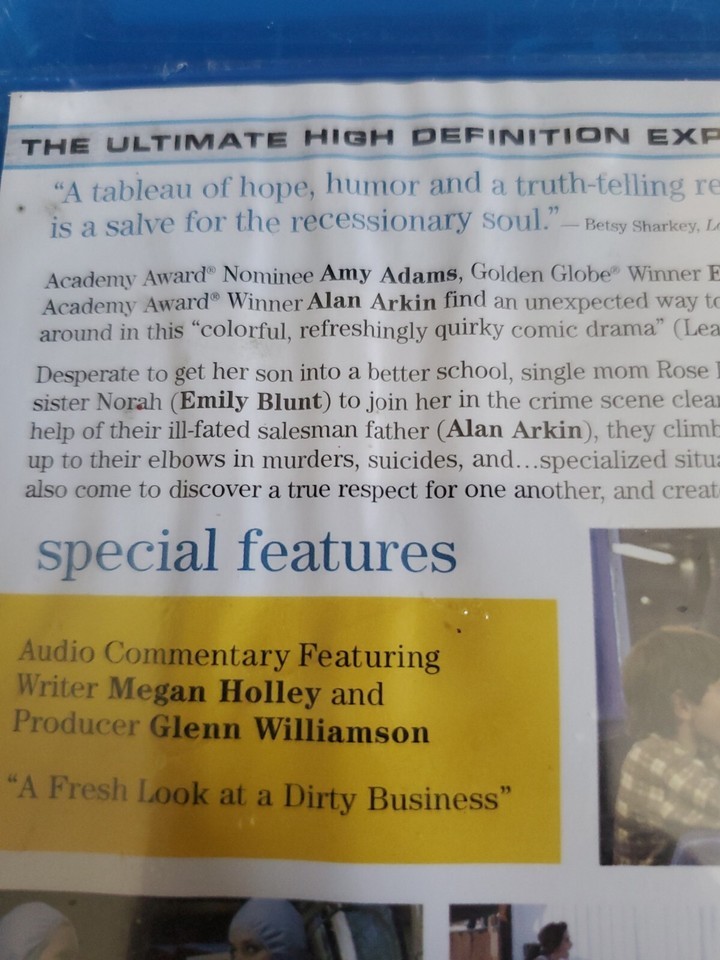 THE ULTIMATE HIGH DEFINITION EXP
"A tableau of hope, humor and a truth-telling re
is a salve for the recessionary soul." — Betsy Sharkey, Lo
Academy Award® Nominee Amy Adams, Golden Globe® Winner E
Academy Award® Winner Alan Arkin find an unexpected way to
around in this "colorful, refreshingly quirky comic drama" (Lea
Desperate to get her son into a better school, single mom Rose
sister Norah (Emily Blunt) to join her in the crime scene clea
help of their ill-fated salesman father (Alan Arkin), they climb
up to their elbows in murders, suicides, and...specialized situa
also come to discover a true respect for one another, and creat
special features
Audio Commentary Featuring
Writer Megan Holley and
Producer Glenn Williamson
"A Fresh Look at a Dirty Business"